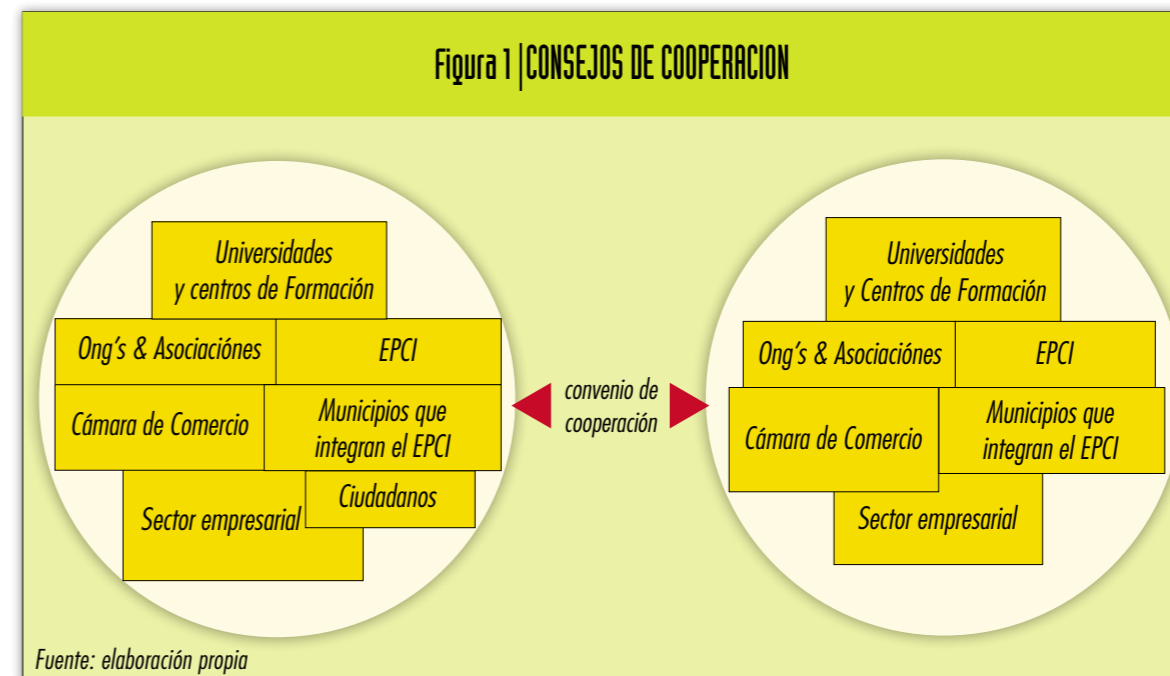 Figura 1 | CONSEJOS DE COOPERACION
Universidades
y centros de Formación
Ong's & Asociaciónes
EPCI
Cámara de Comercio
Municipios que
integran el EPCI
Sector empresarial
Ciudadanos
convenio de
cooperación
Universidades
y Centros de Formación
Ong's & Asociaciónes
EPCI
Cámara de Comercio
Municipios que
integran el EPCI
Sector empresarial
Fuente: elaboración propia